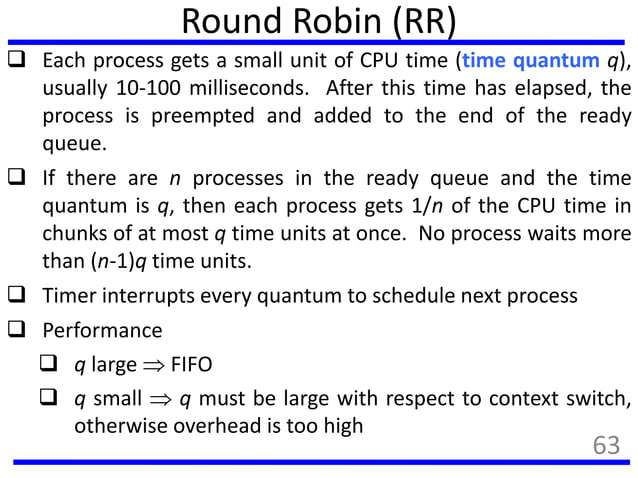 Round Robin (RR)
❑ Each process gets a small unit of CPU time (time quantum q),
usually 10-100 milliseconds. After this time has elapsed, the
process is preempted and added to the end of the ready
queue.
❑ If there are n processes in the ready queue and the time
quantum is q, then each process gets 1/n of the CPU time in
chunks of at most q time units at once. No process waits more
than (n-1)q time units.
❑ Timer interrupts every quantum to schedule next process
❑ Performance
❑ q large ⇒ FIFO
❑ q small ⇒ q must be large with respect to context switch,
otherwise overhead is too high
63